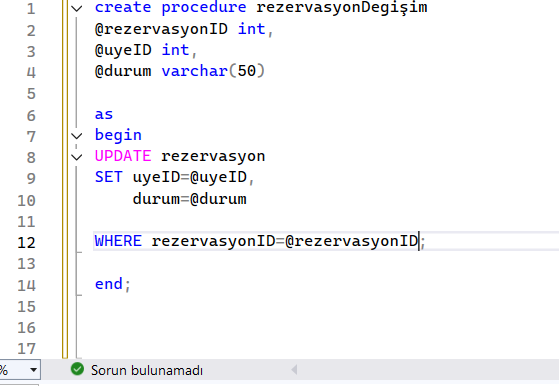 1 create procedure rezervasyonDegişim
2 @rezervasyonID int,
3 @uyeID int,
4 @durum varchar(50)
5
6 as
7 begin
8 UPDATE rezervasyon
9 SET uyeID=@uyeID,
10 durum=@durum
11
12 WHERE rezervasyonID=@rezervasyonID;
13
14 end;
15
16
17
% Sorun bulunamadı